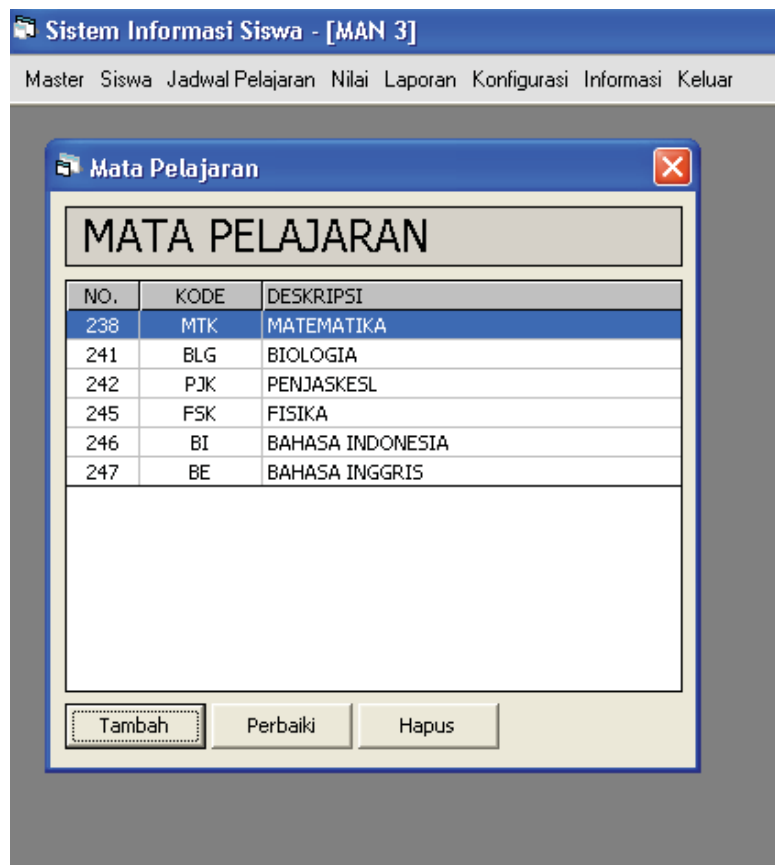 Sistem Informasi Siswa - [MAN 3]
Master Siswa Jadwal Pelajaran Nilai Laporan Konfigurasi Informasi Keluar
Mata Pelajaran
MATA PELAJARAN
NO. KODE DESKRIPSI
238 MTK MATEMATIKA
241 BLG BIOLOGIA
242 PJK PENJASKESL
245 FSK FISIKA
246 BI BAHASA INDONESIA
247 BE BAHASA INGGRIS
Tambah Perbaiki Hapus